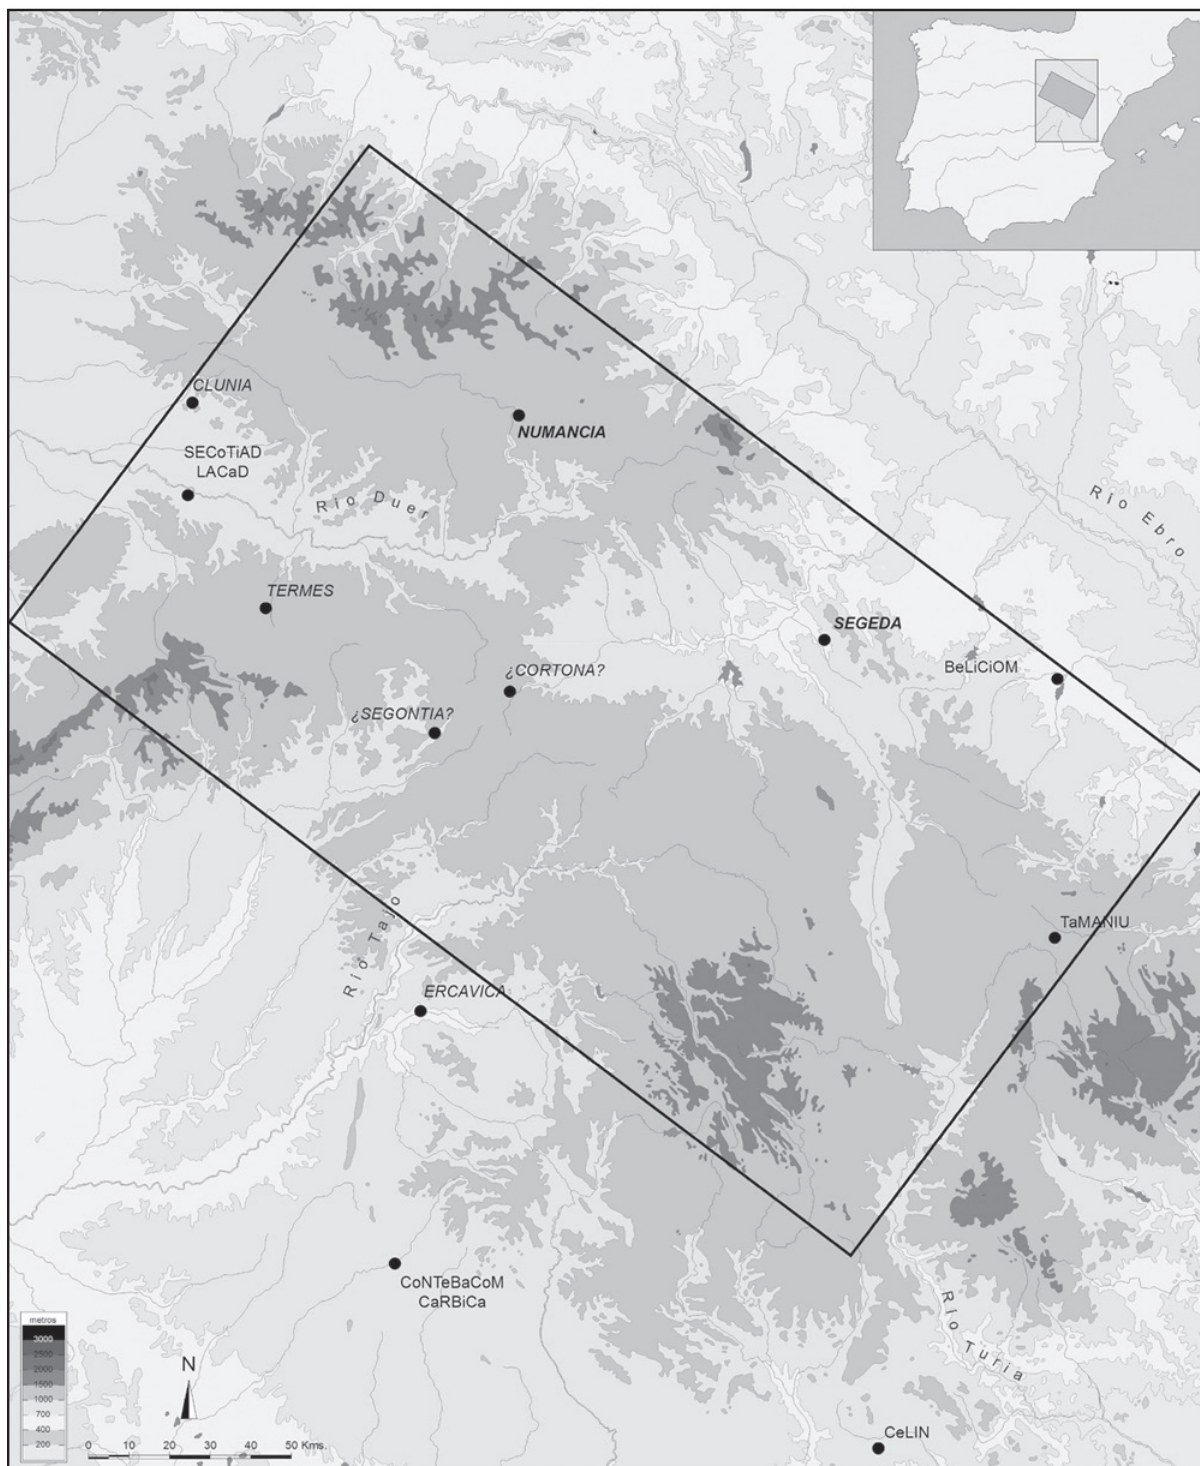 CLUNIA
NUMANCIA
SECoTiAD
LACaD
Río Duer
Río Ebro
TERMES
SEGEDA
BeLiCiOM
¿CORTONA?
¿SEGONTIA?
Río Tajo
TaMANIU
ERCAVICA
CoNTeBaCoM
CaRBiCa
Río Turia
CeLIN
metros
3000
2500
2000
1500
1000
700
400
200
N
0 10 20 30 40 50 Kms.